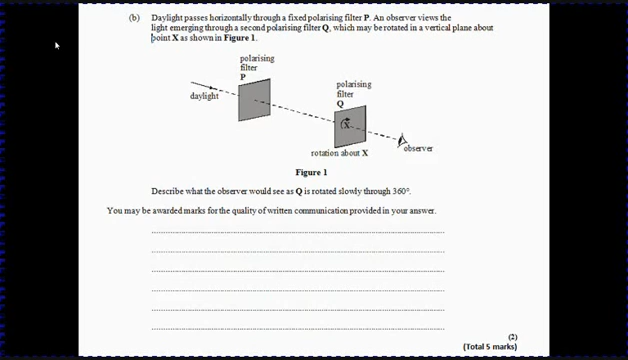 (b) Daylight passes horizontally through a fixed polarising filter P. An observer views the
light emerging through a second polarising filter Q, which may be rotated in a vertical plane about
point X as shown in Figure 1.
polarising
filter
P
daylight
polarising
filter
Q
X
observer
rotation about X
Figure 1
Describe what the observer would see as Q is rotated slowly through 360°.
You may be awarded marks for the quality of written communication provided in your answer.
(2)
(Total 5 marks)